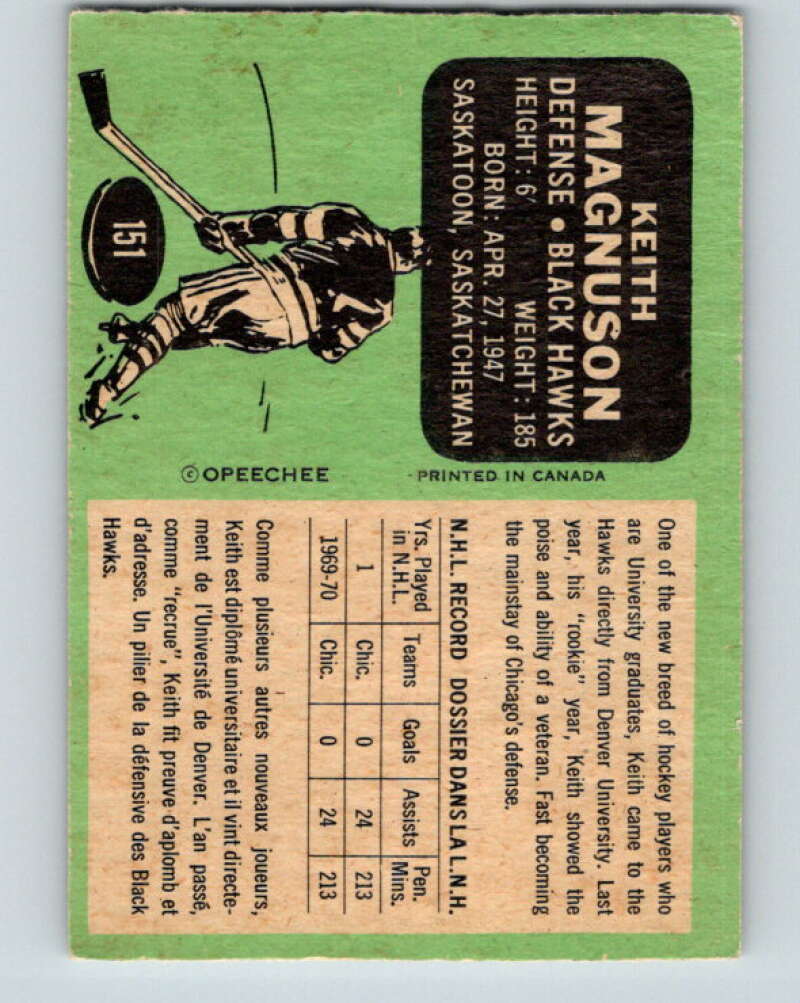 KEITH
MAGNUSON
DEFENSE • BLACK HAWKS
HEIGHT: 6' WEIGHT: 185
BORN: APR. 27, 1947
SASKATOON, SASKATCHEWAN
151
© OPEECHEE PRINTED IN CANADA
One of the new breed of hockey players who
are University graduates, Keith came to the
Hawks directly from Denver University. Last
year, his "rookie" year, Keith showed the
poise and ability of a veteran. Fast becoming
the mainstay of Chicago's defense.
N.H.L. RECORD DOSSIER DANS LA L.N.H.
Yrs. Played in N.H.L. Teams Goals Assists Pen. Mins.
1 Chic. 0 24 213
1969-70 Chic. 0 24 213
Comme plusieurs autres nouveaux joueurs,
Keith est diplômé universitaire et il vint directe-
ment de l'Université de Denver. L'an passé,
comme "recrue", Keith fit preuve d'aplomb et
d'adresse. Un pilier de la défensive des Black
Hawks.